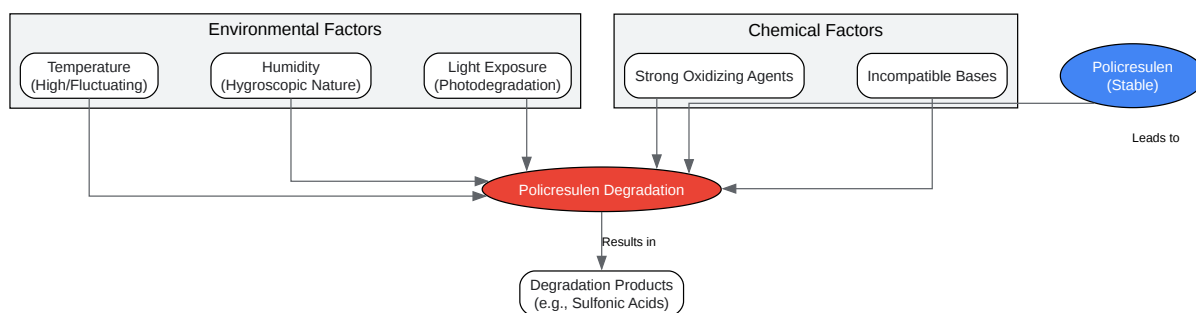 Environmental Factors
Temperature
(High/Fluctuating)
Humidity
(Hygroscopic Nature)
Light Exposure
(Photodegradation)
Chemical Factors
Strong Oxidizing Agents
Incompatible Bases
Policresulen
(Stable)
Leads to
Policresulen Degradation
Results in
Degradation Products
(e.g., Sulfonic Acids)